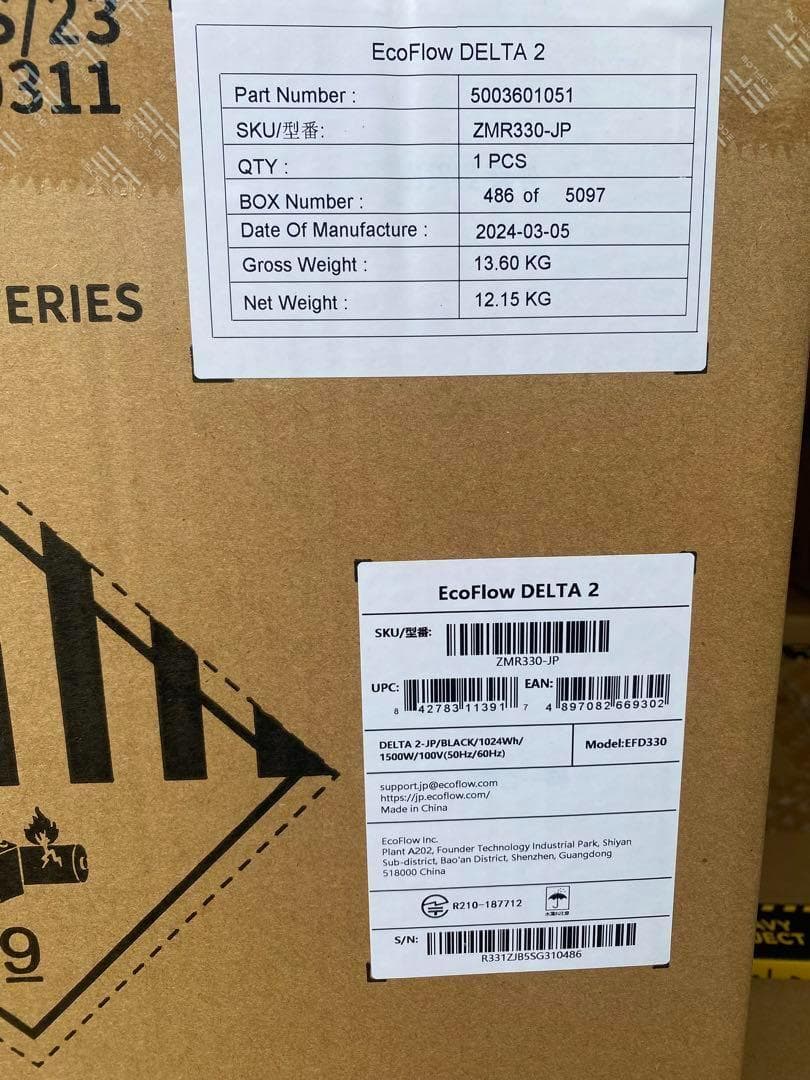 /23
311
EcoFlow DELTA 2
Part Number : 5003601051
SKU/型番: ZMR330-JP
QTY : 1 PCS
BOX Number : 486 of 5097
Date Of Manufacture : 2024-03-05
Gross Weight : 13.60 KG
Net Weight : 12.15 KG
ERIES
EcoFlow DELTA 2
SKU/型番:
ZMR330-JP
UPC: 8 42783 11391 7 EAN: 4 897082 669302
DELTA 2-JP/BLACK/1024Wh/
1500W/100V(50Hz/60Hz)
Model:EFD330
support.jp@ecoflow.com
https://jp.ecoflow.com/
Made in China
EcoFlow Inc.
Plant A202, Founder Technology Industrial Park, Shiyan
Sub-district, Bao'an District, Shenzhen, Guangdong
518000 China
R210-187712
S/N:
R331ZJB5SG310486
9